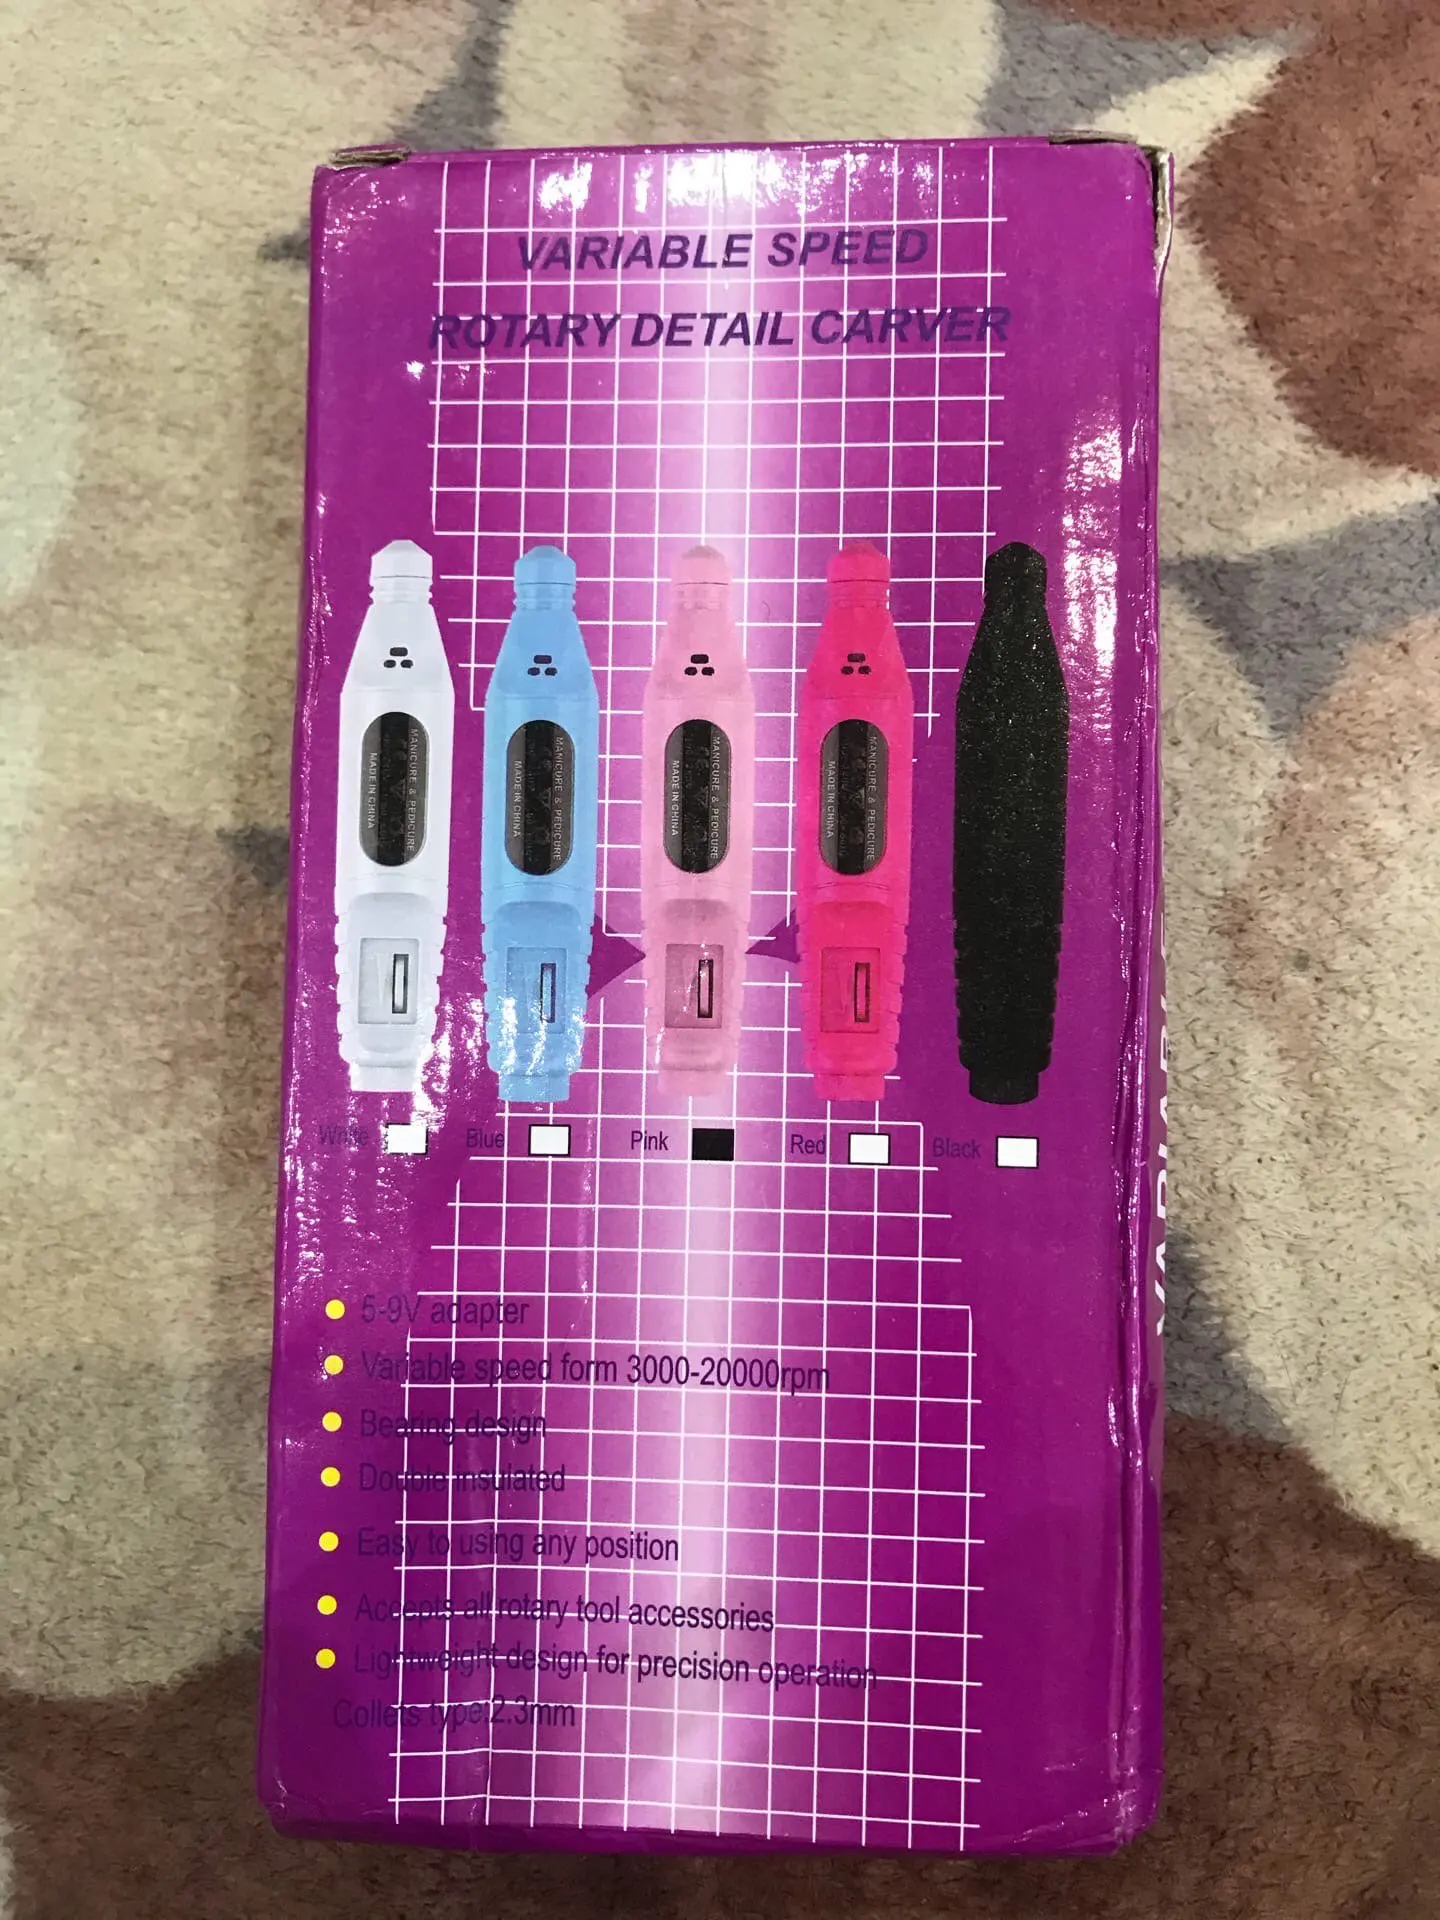 VARIABLE SPEED
ROTARY DETAIL CARVER
MANICURE & PEDICURE
MADE IN CHINA
MANICURE & PEDICURE
MADE IN CHINA
MANICURE & PEDICURE
MADE IN CHINA
MANICURE & PEDICURE
MADE IN CHINA
White Blue Pink Red Black
5-9V adapter
Variable speed form 3000-20000rpm
Bearing design
Double insulated
Easy to using any position
Accepts all rotary tool accessories
Lightweight design for precision operation
Collets type:2.3mm